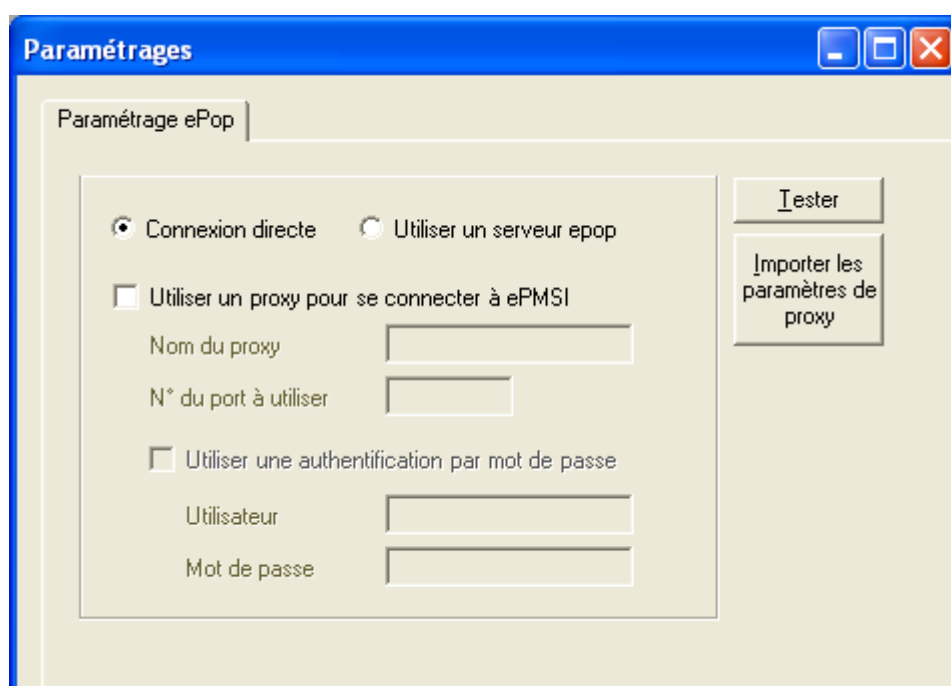 Paramétrages
Paramétrage ePop
Connexion directe Utiliser un serveur epop
Utiliser un proxy pour se connecter à ePMSI
Nom du proxy
N° du port à utiliser
Utiliser une authentification par mot de passe
Utilisateur
Mot de passe
Tester
Importer les
paramètres de
proxy